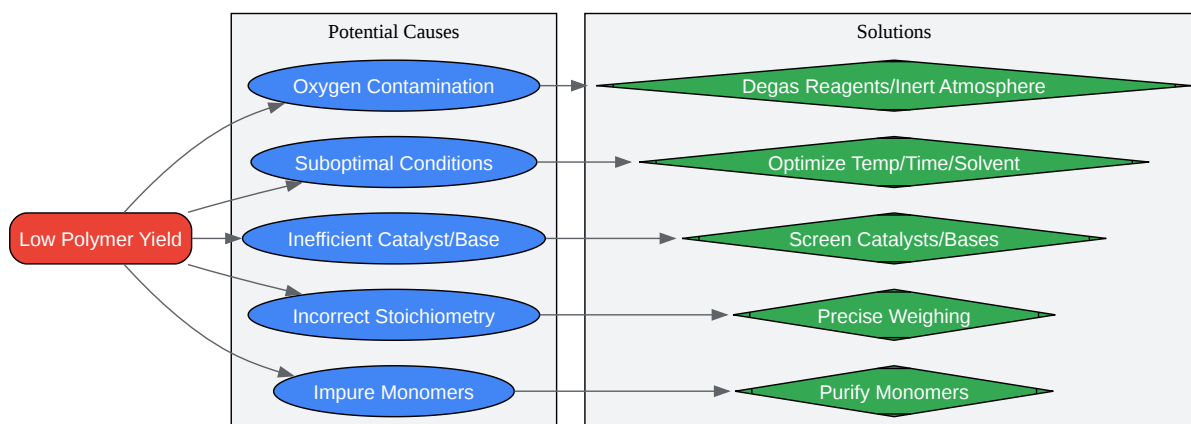 Potential Causes
Solutions
Oxygen Contamination
Degas Reagents/Inert Atmosphere
Suboptimal Conditions
Optimize Temp/Time/Solvent
Low Polymer Yield
Inefficient Catalyst/Base
Screen Catalysts/Bases
Incorrect Stoichiometry
Precise Weighing
Impure Monomers
Purify Monomers